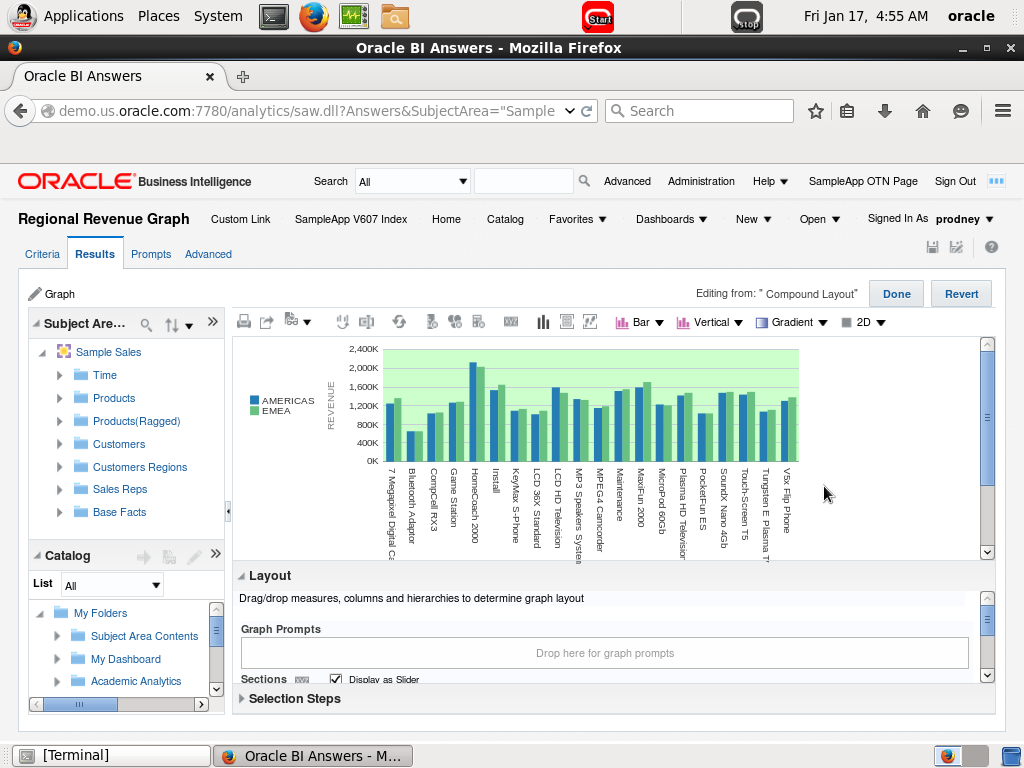 Applications Places System Start stop Fri Jan 17, 4:55 AM oracle
Oracle BI Answers - Mozilla Firefox
Oracle BI Answers
demo.us.oracle.com:7780/analytics/saw.dll?Answers&SubjectArea="Sample Search
ORACLE Business Intelligence Search All Advanced Administration Help SampleApp OTN Page Sign Out
Regional Revenue Graph Custom Link SampleApp V607 Index Home Catalog Favorites Dashboards New Open Signed In As prodney
Criteria Results Prompts Advanced
Graph Editing from: " Compound Layout" Done Revert
Subject Are... Bar Vertical Gradient 2D
Sample Sales
Time
Products
Products(Ragged)
Customers
Customers Regions
Sales Reps
Base Facts
Catalog
List All
My Folders
Subject Area Contents
My Dashboard
Academic Analytics
AMERICAS
EMEA
REVENUE
2,400K
2,000K
1,600K
1,200K
800K
400K
0K
7 Megapixel Digital Ca
Bluetooth Adaptor
CompCell RX3
Game Station
HomeCoach 2000
Install
KeyMax S-Phone
LCD 36X Standard
LCD HD Television
MP3 Speakers System
MPEG4 Camcorder
Maintenance
MaxiFun 2000
MicroPod 60Gb
Plasma HD Television
PocketFun ES
SoundX Nano 4Gb
Touch-Screen T5
Tungsten E Plasma T
V5x Flip Phone
Layout
Drag/drop measures, columns and hierarchies to determine graph layout
Graph Prompts
Drop here for graph prompts
Sections Display as Slider
Selection Steps
[Terminal] Oracle BI Answers - M...